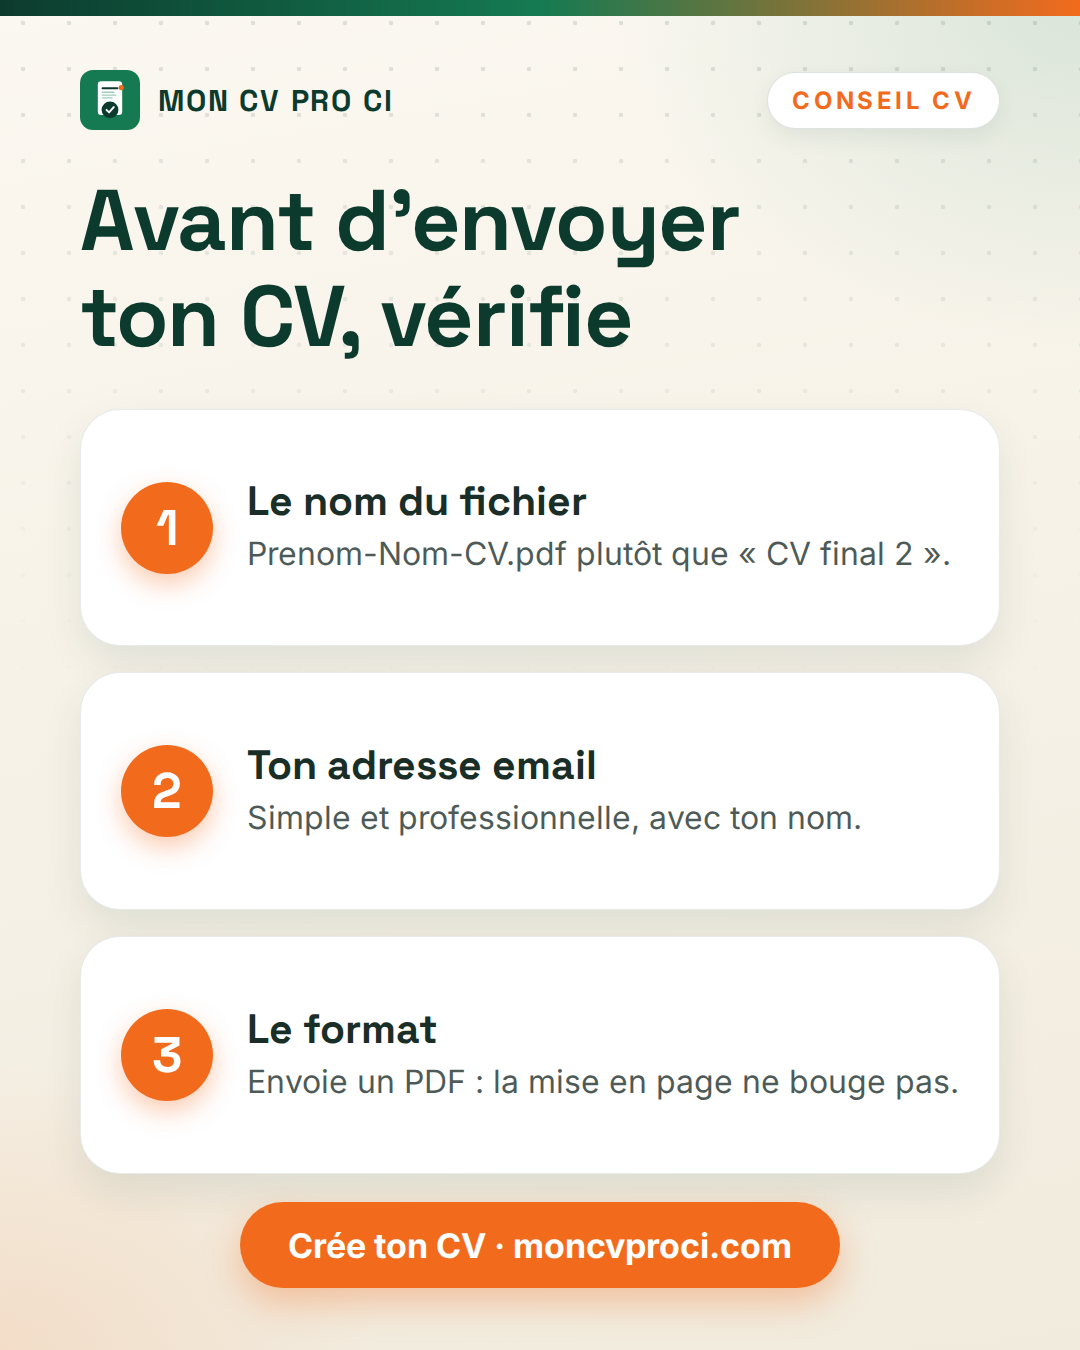 MON CV PRO CI
CONSEIL CV
Avant d’envoyer
ton CV, vérifie
1
Le nom du fichier
Prenom-Nom-CV.pdf plutôt que « CV final 2 ».
2
Ton adresse email
Simple et professionnelle, avec ton nom.
3
Le format
Envoie un PDF : la mise en page ne bouge pas.
Crée ton CV · moncvproci.com